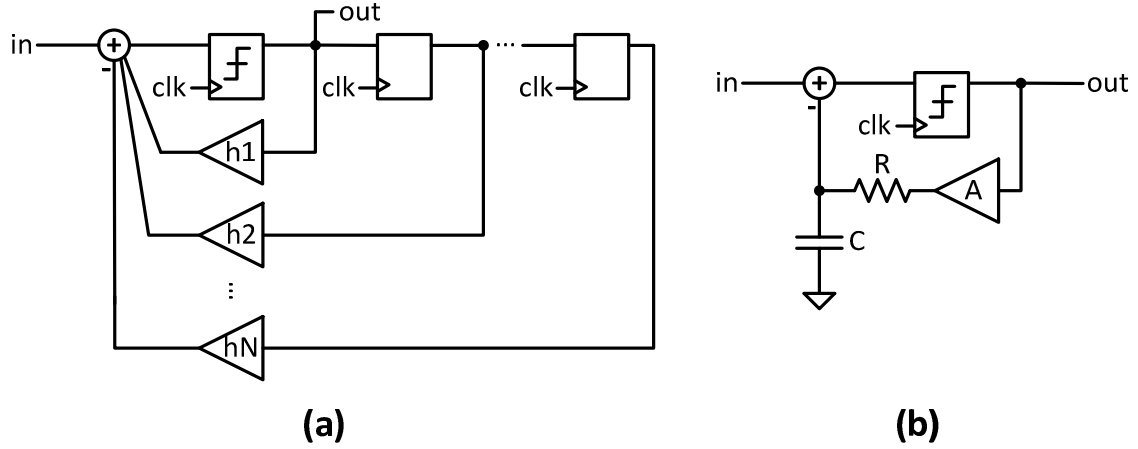 out
in + ...
-
clk clk clk
h1
h2
...
hN
(a)
in + out
-
clk
R
A
C
(b)